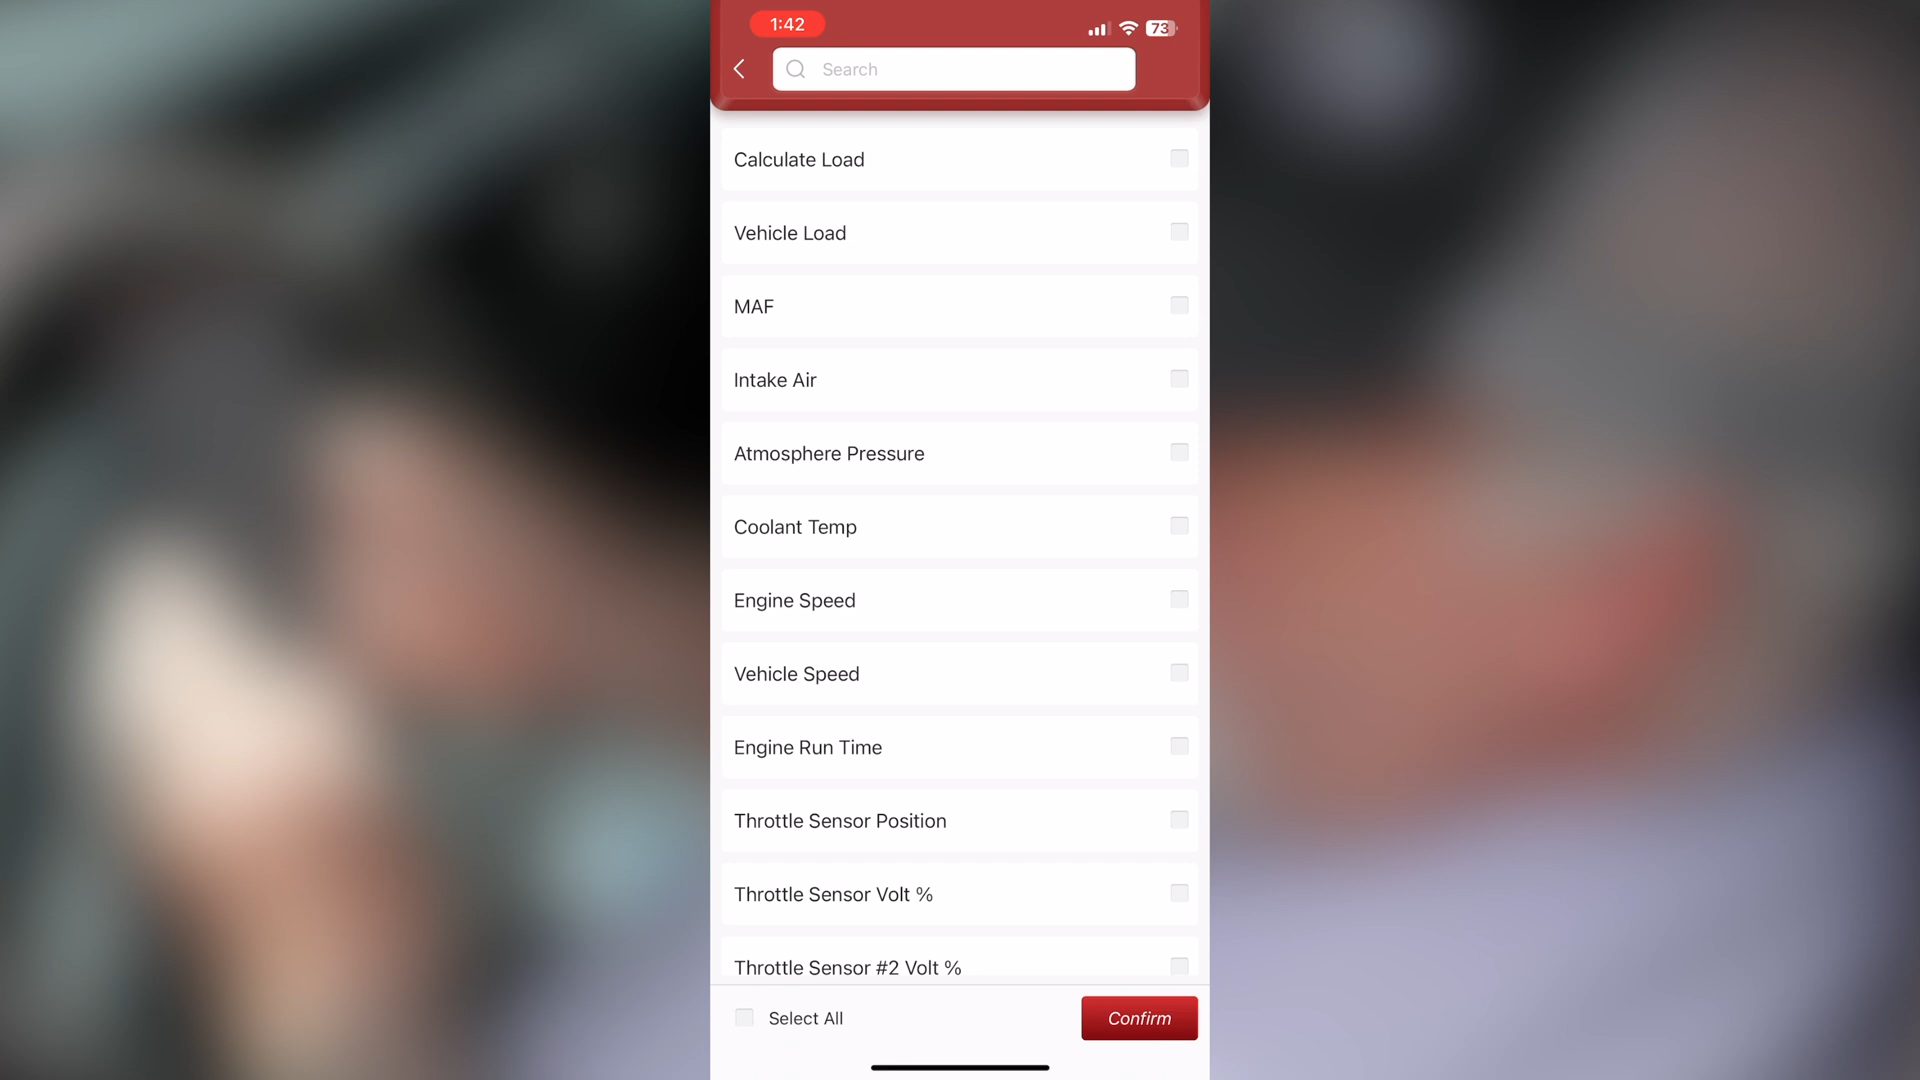 1:42
73
Search
Calculate Load
Vehicle Load
MAF
Intake Air
Atmosphere Pressure
Coolant Temp
Engine Speed
Vehicle Speed
Engine Run Time
Throttle Sensor Position
Throttle Sensor Volt %
Throttle Sensor #2 Volt %
Select All
Confirm